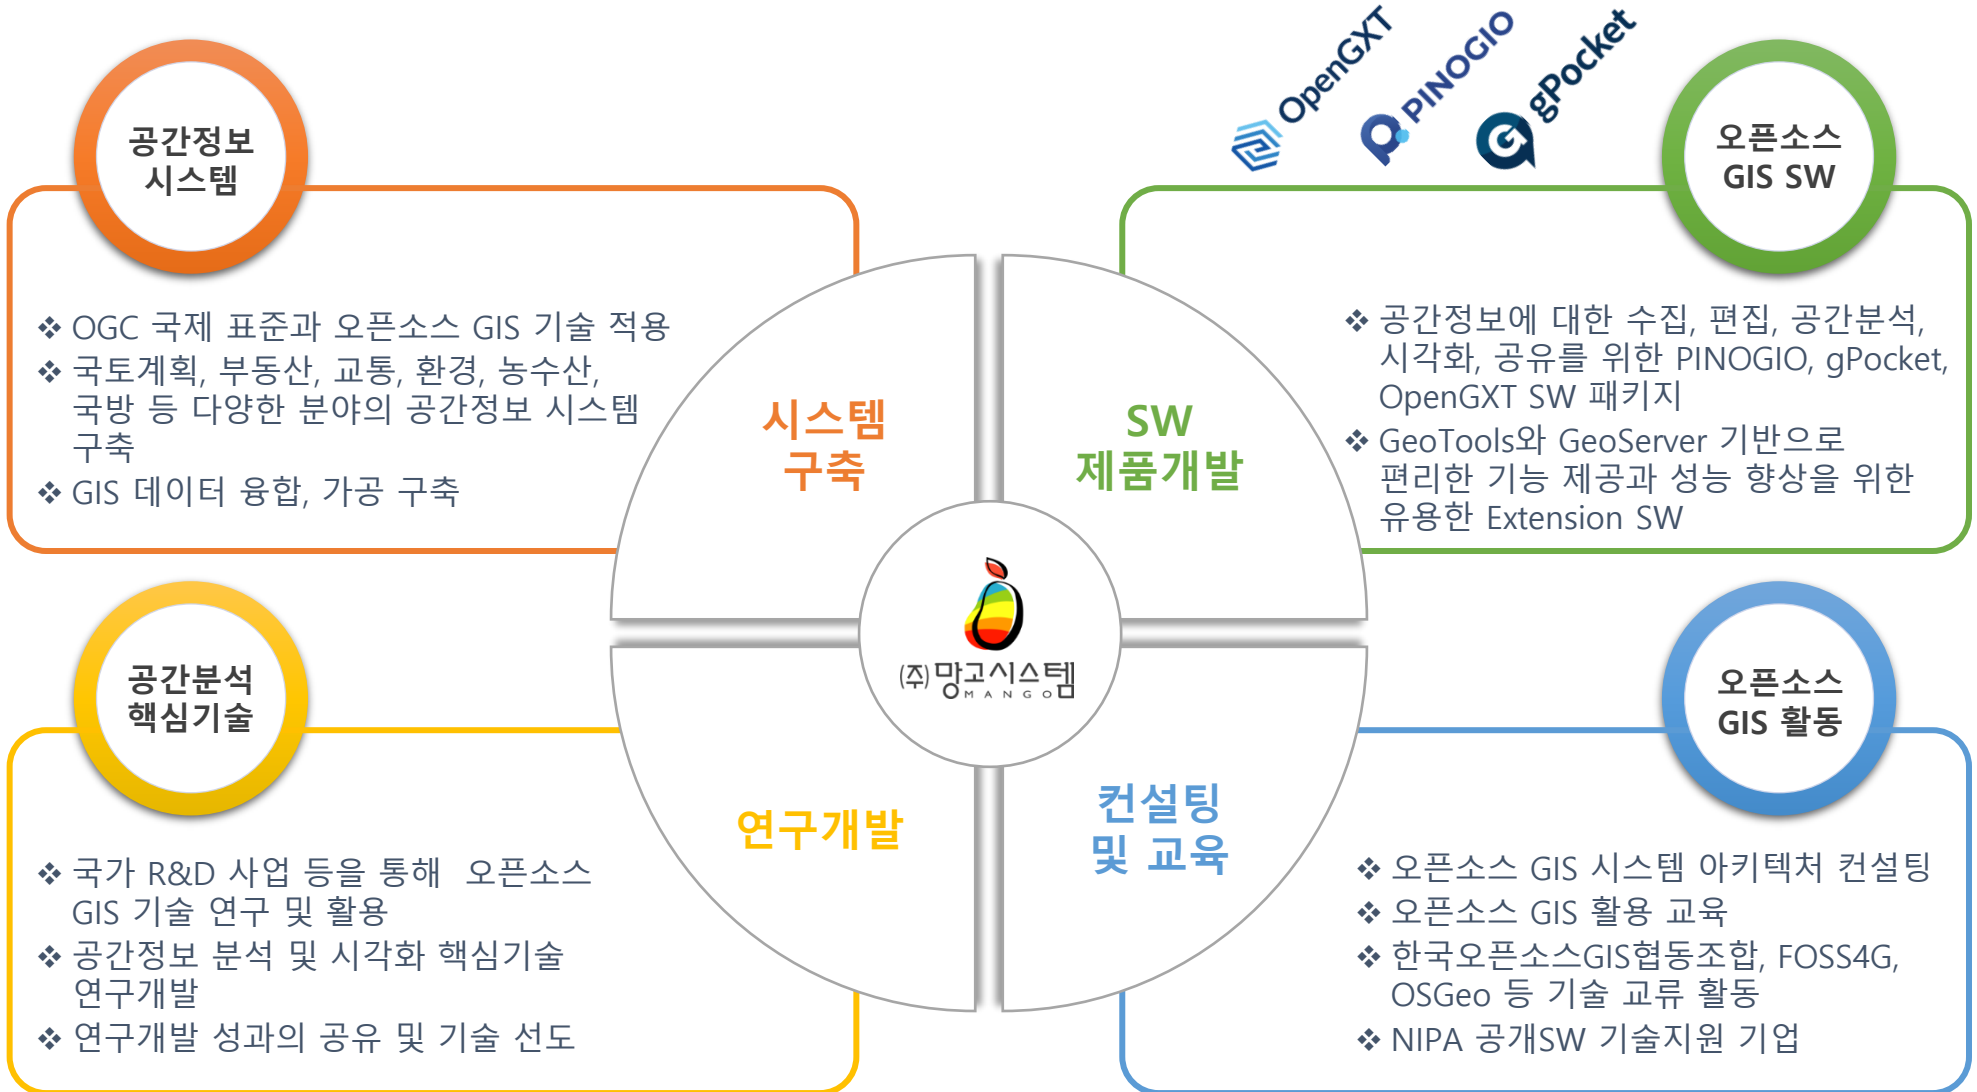 공간정보
시스템
❖ OGC 국제 표준과 오픈소스 GIS 기술 적용
❖ 국토계획, 부동산, 교통, 환경, 농수산,
국방 등 다양한 분야의 공간정보 시스템
구축
❖ GIS 데이터 융합, 가공 구축
시스템
구축
OpenGXT
PINOGIO
gPocket
오픈소스
GIS SW
❖ 공간정보에 대한 수집, 편집, 공간분석,
시각화, 공유를 위한 PINOGIO, gPocket,
OpenGXT SW 패키지
❖ GeoTools와 GeoServer 기반으로
편리한 기능 제공과 성능 향상을 위한
유용한 Extension SW
SW
제품개발
(주)망고시스템
MANGO
공간분석
핵심기술
❖ 국가 R&D 사업 등을 통해 오픈소스
GIS 기술 연구 및 활용
❖ 공간정보 분석 및 시각화 핵심기술
연구개발
❖ 연구개발 성과의 공유 및 기술 선도
연구개발
오픈소스
GIS 활동
컨설팅
및 교육
❖ 오픈소스 GIS 시스템 아키텍처 컨설팅
❖ 오픈소스 GIS 활용 교육
❖ 한국오픈소스GIS협동조합, FOSS4G,
OSGeo 등 기술 교류 활동
❖ NIPA 공개SW 기술지원 기업